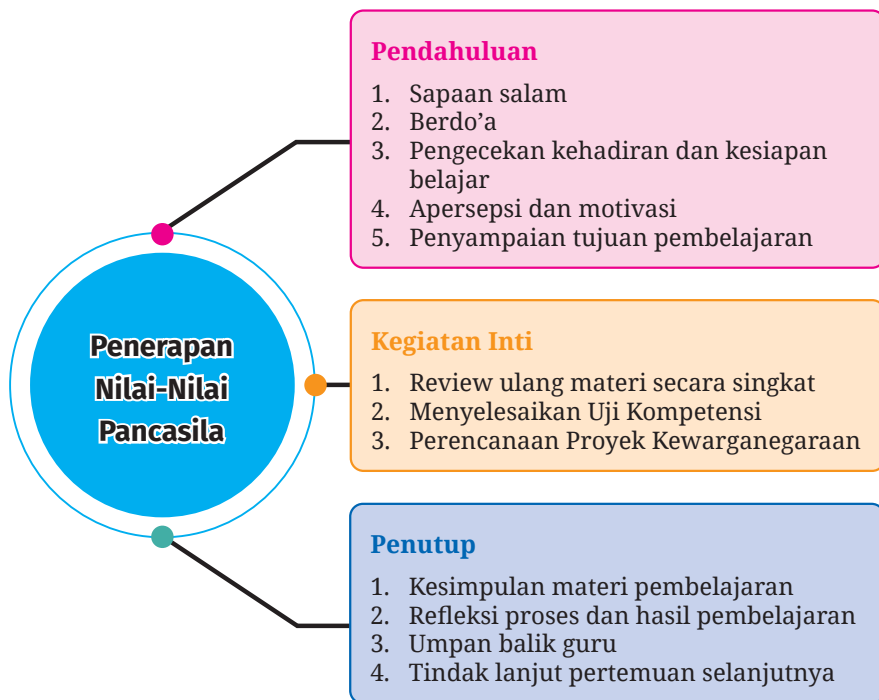 Pendahuluan
1. Sapaan salam
2. Berdo’a
3. Pengecekan kehadiran dan kesiapan
belajar
4. Apersepsi dan motivasi
5. Penyampaian tujuan pembelajaran
Penerapan
Nilai-Nilai
Pancasila
Kegiatan Inti
1. Review ulang materi secara singkat
2. Menyelesaikan Uji Kompetensi
3. Perencanaan Proyek Kewarganegaraan
Penutup
1. Kesimpulan materi pembelajaran
2. Refleksi proses dan hasil pembelajaran
3. Umpan balik guru
4. Tindak lanjut pertemuan selanjutnya